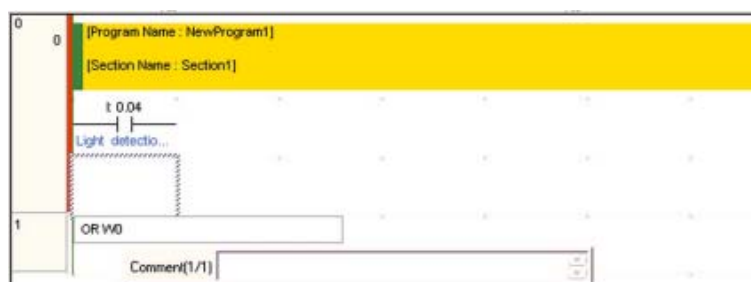 0
0
[Program Name : NewProgram1]
[Section Name : Section1]
I: 0.04
Light detectio...
1
OR W0
Comment(1/1)